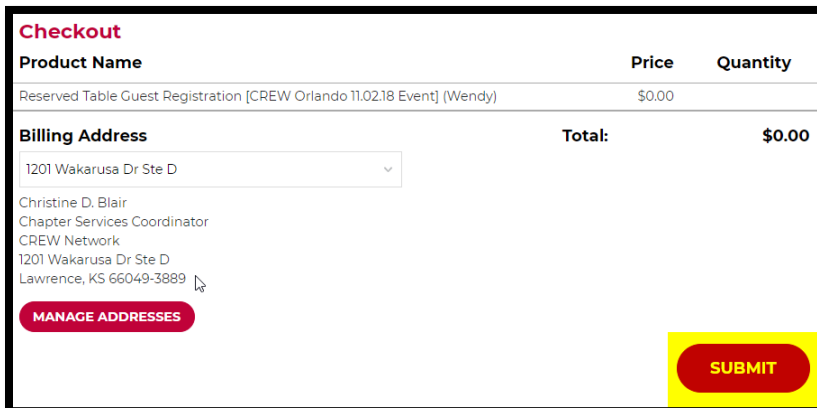 Checkout
Product Name Price Quantity
Reserved Table Guest Registration [CREW Orlando 11.02.18 Event] (Wendy) $0.00
Billing Address Total: $0.00
1201 Wakarusa Dr Ste D
Christine D. Blair
Chapter Services Coordinator
CREW Network
1201 Wakarusa Dr Ste D
Lawrence, KS 66049-3889
MANAGE ADDRESSES
SUBMIT